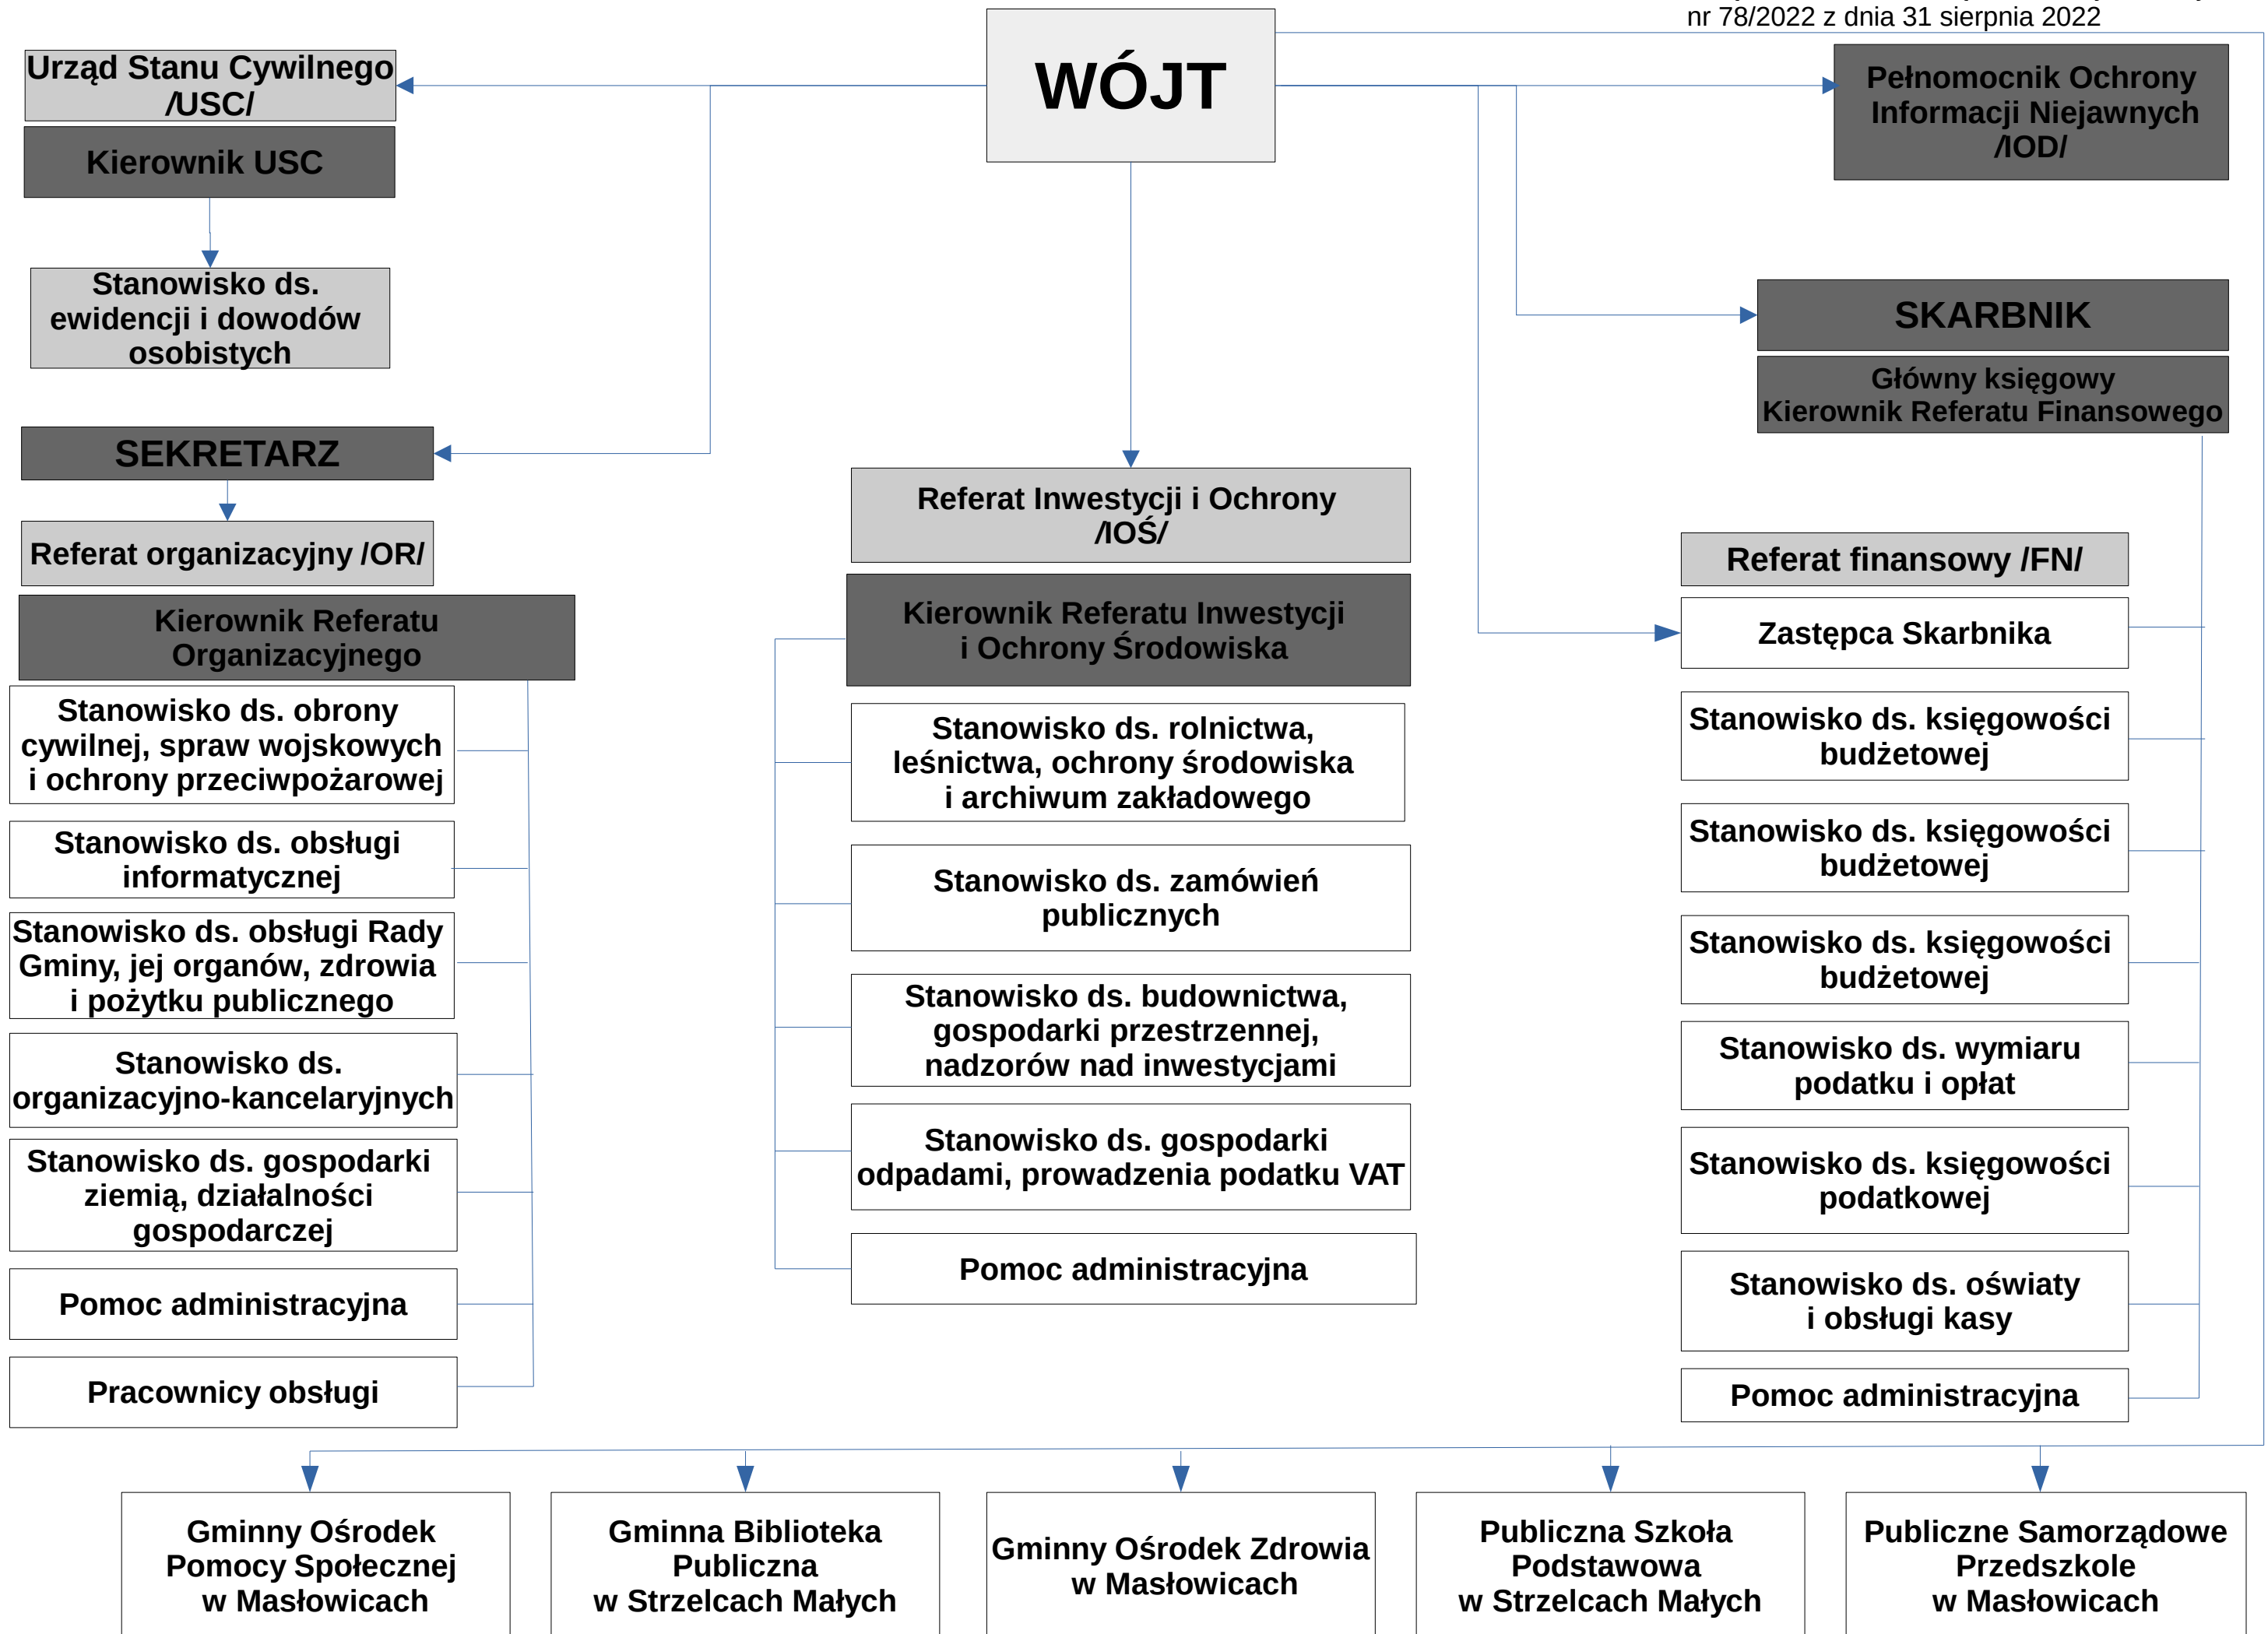 nr 78/2022 z dnia 31 sierpnia 2022
WÓJT
Urząd Stanu Cywilnego
/USC/
Kierownik USC
Stanowisko ds.
ewidencji i dowodów
osobistych
Pełnomocnik Ochrony
Informacji Niejawnych
/IOD/
SKARBNIK
Główny księgowy
Kierownik Referatu Finansowego
SEKRETARZ
Referat organizacyjny /OR/
Kierownik Referatu
Organizacyjnego
Stanowisko ds. obrony
cywilnej, spraw wojskowych
i ochrony przeciwpożarowej
Stanowisko ds. obsługi
informatycznej
Stanowisko ds. obsługi Rady
Gminy, jej organów, zdrowia
i pożytku publicznego
Stanowisko ds.
organizacyjno-kancelaryjnych
Stanowisko ds. gospodarki
ziemią, działalności
gospodarczej
Pomoc administracyjna
Pracownicy obsługi
Referat Inwestycji i Ochrony
/IOŚ/
Kierownik Referatu Inwestycji
i Ochrony Środowiska
Stanowisko ds. rolnictwa,
leśnictwa, ochrony środowiska
i archiwum zakładowego
Stanowisko ds. zamówień
publicznych
Stanowisko ds. budownictwa,
gospodarki przestrzennej,
nadzorów nad inwestycjami
Stanowisko ds. gospodarki
odpadami, prowadzenia podatku VAT
Pomoc administracyjna
Referat finansowy /FN/
Zastępca Skarbnika
Stanowisko ds. księgowości
budżetowej
Stanowisko ds. księgowości
budżetowej
Stanowisko ds. księgowości
budżetowej
Stanowisko ds. wymiaru
podatku i opłat
Stanowisko ds. księgowości
podatkowej
Stanowisko ds. oświaty
i obsługi kasy
Pomoc administracyjna
Gminny Ośrodek
Pomocy Społecznej
w Masłowicach
Gminna Biblioteka
Publiczna
w Strzelcach Małych
Gminny Ośrodek Zdrowia
w Masłowicach
Publiczna Szkoła
Podstawowa
w Strzelcach Małych
Publiczne Samorządowe
Przedszkole
w Masłowicach